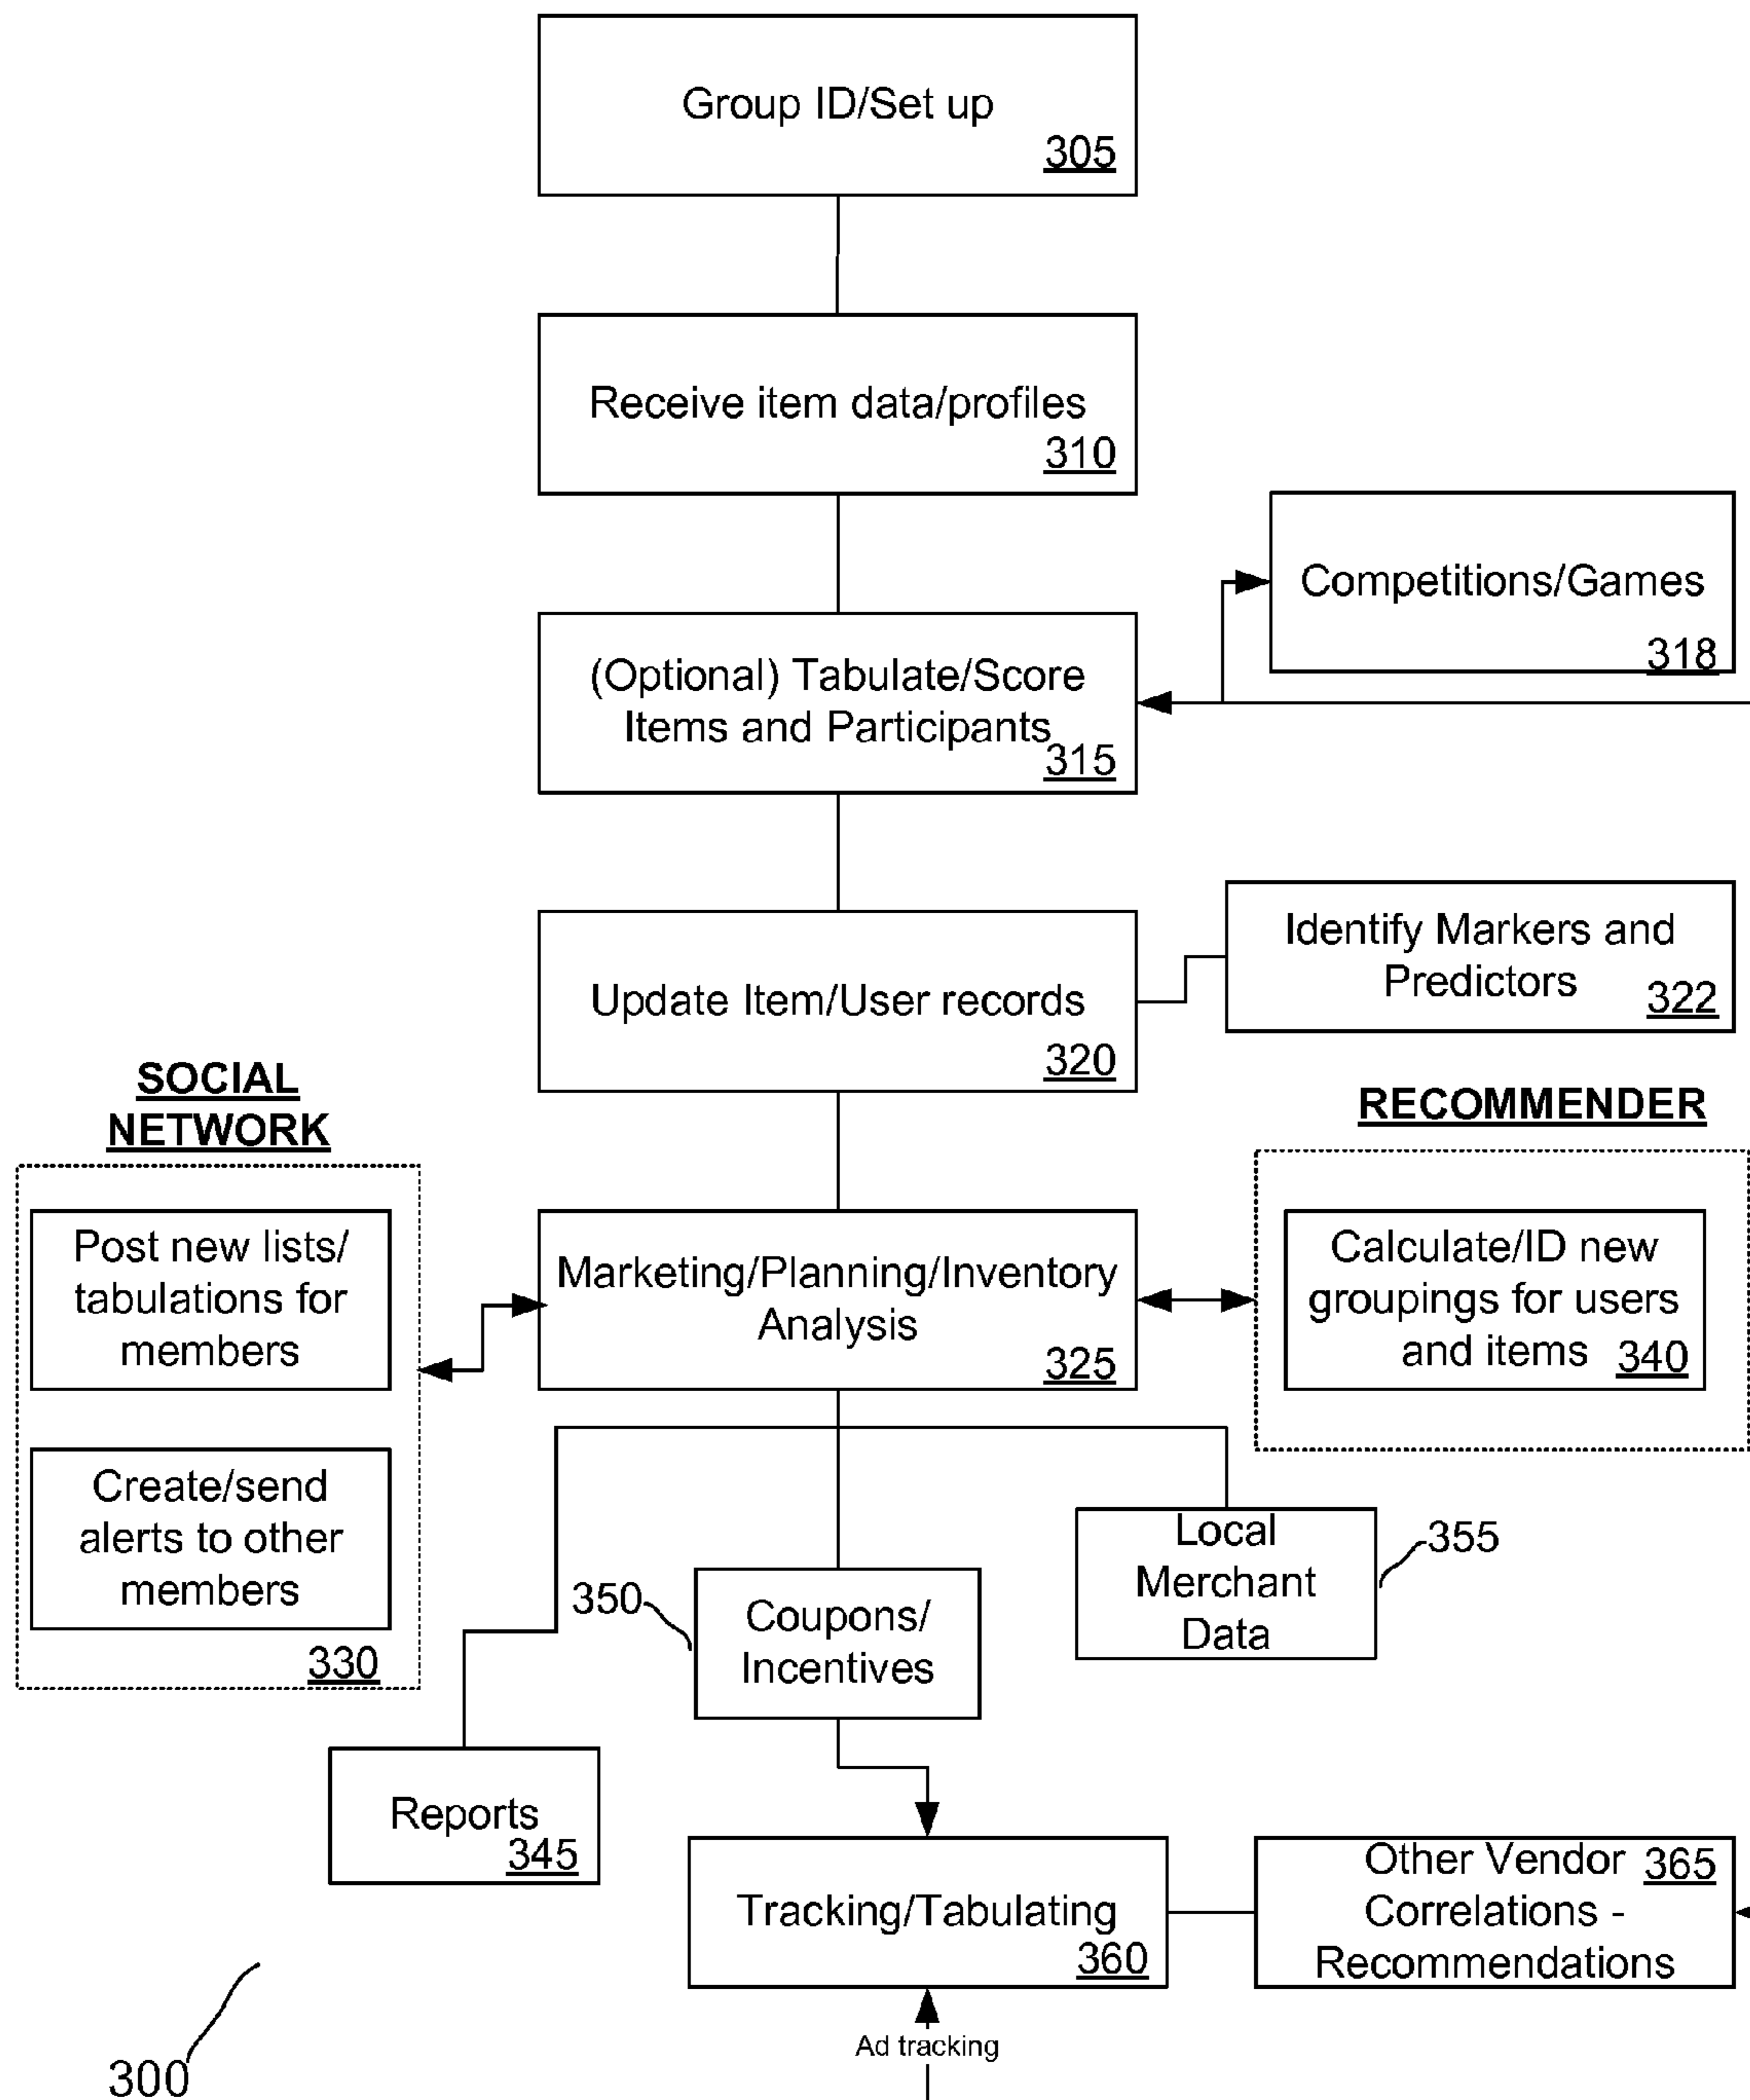 Group ID/Set up
305
Receive item data/profiles
310
Competitions/Games
318
(Optional) Tabulate/Score
Items and Participants
315
Identify Markers and
Predictors
322
Update Item/User records
320
SOCIAL
NETWORK
RECOMMENDER
Post new lists/
tabulations for
members
Marketing/Planning/Inventory
Analysis
325
Calculate/ID new
groupings for users
and items 340
Create/send
alerts to other
members
330
350
Coupons/
Incentives
Local
Merchant
Data
355
Reports
345
Tracking/Tabulating
360
Other Vendor 365
Correlations -
Recommendations
Ad tracking
300